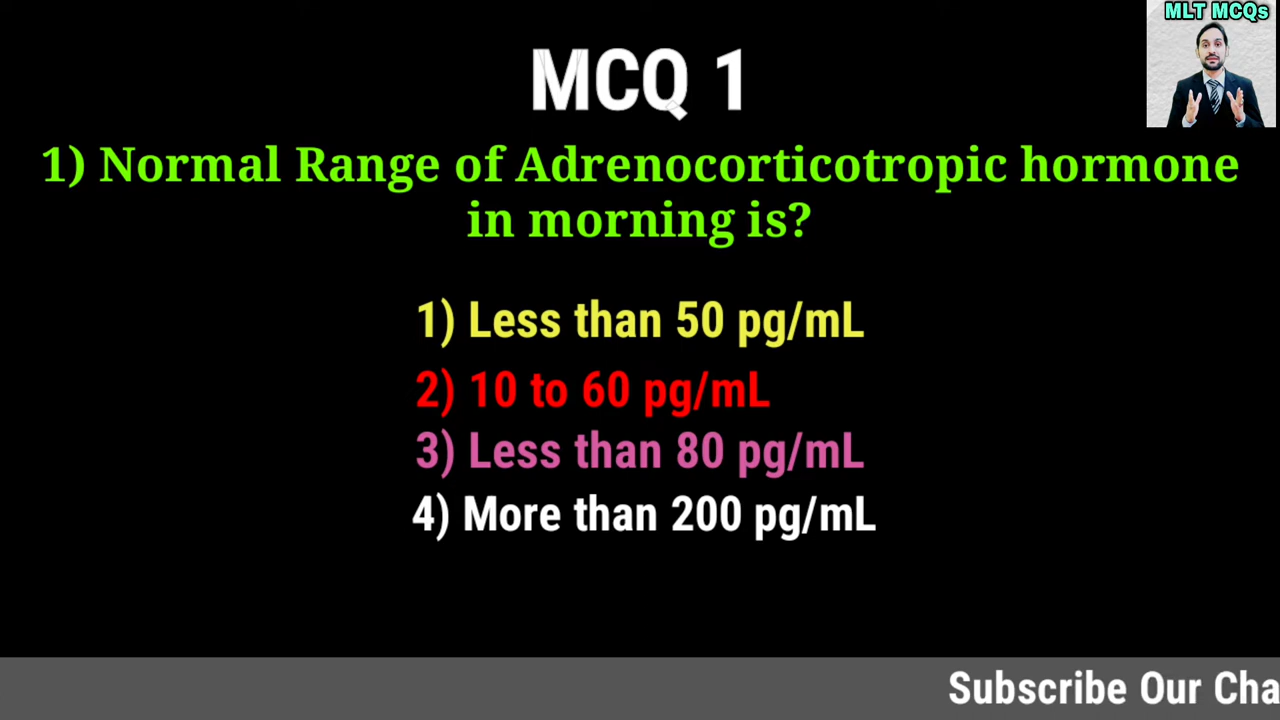 MLT MCQs
MCQ 1
1) Normal Range of Adrenocorticotropic hormone
in morning is?
1) Less than 50 pg/mL
2) 10 to 60 pg/mL
3) Less than 80 pg/mL
4) More than 200 pg/mL
Subscribe Our Cha